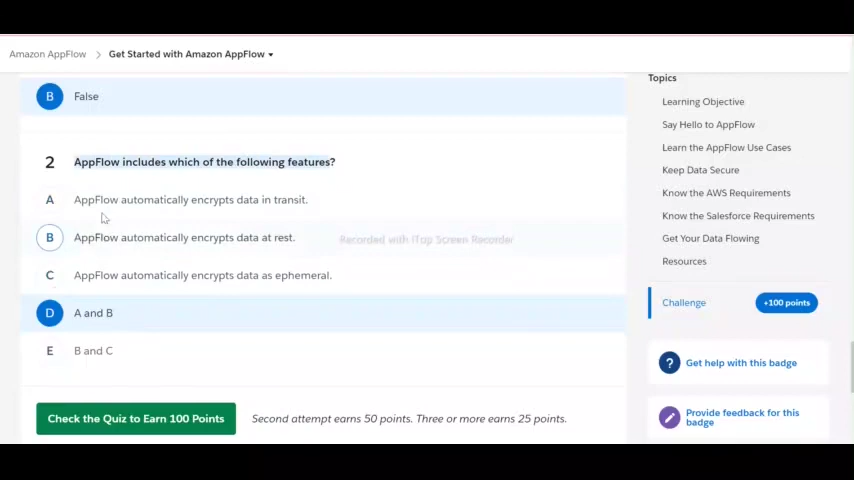 Amazon AppFlow > Get Started with Amazon AppFlow
Topics
B False
Learning Objective
Say Hello to AppFlow
Learn the AppFlow Use Cases
Keep Data Secure
Know the AWS Requirements
Know the Salesforce Requirements
Get Your Data Flowing
Resources
2 AppFlow includes which of the following features?
A AppFlow automatically encrypts data in transit.
B AppFlow automatically encrypts data at rest.
Recorded with iTop Screen Recorder
C AppFlow automatically encrypts data as ephemeral.
D A and B
E B and C
Challenge +100 points
? Get help with this badge
Provide feedback for this
badge
Check the Quiz to Earn 100 Points
Second attempt earns 50 points. Three or more earns 25 points.